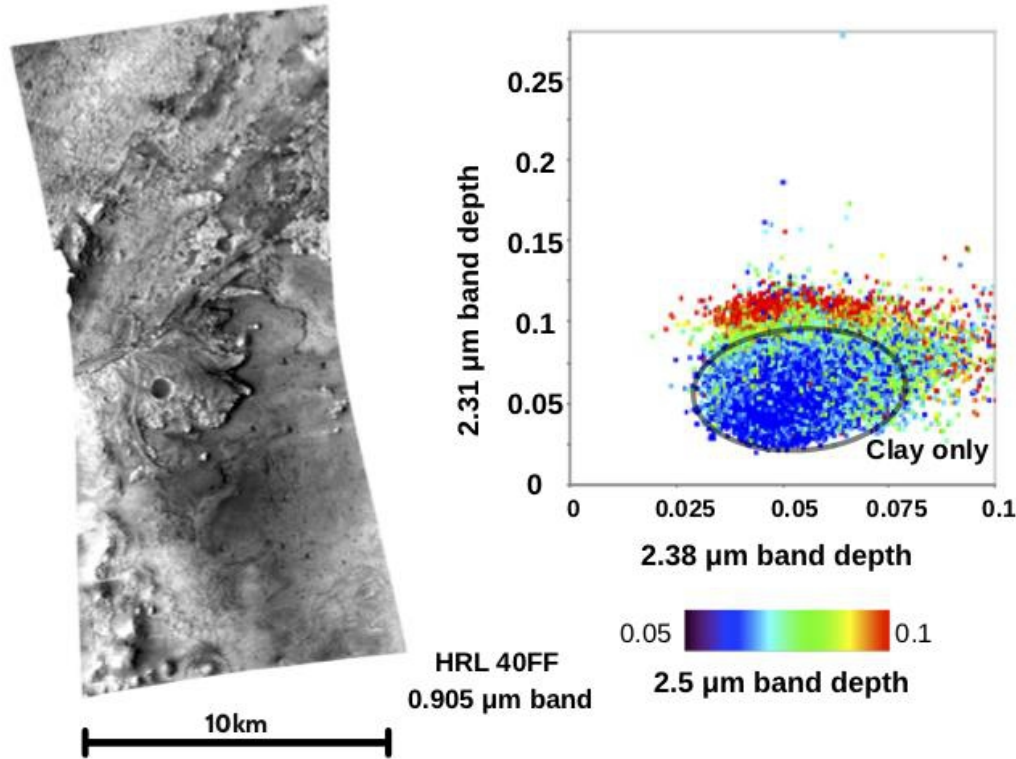 10km
HRL 40FF
0.905 μm band
2.31 μm band depth
0.25
0.2
0.15
0.1
0.05
0
Clay only
0 0.025 0.05 0.075 0.1
2.38 μm band depth
0.05 0.1
2.5 μm band depth